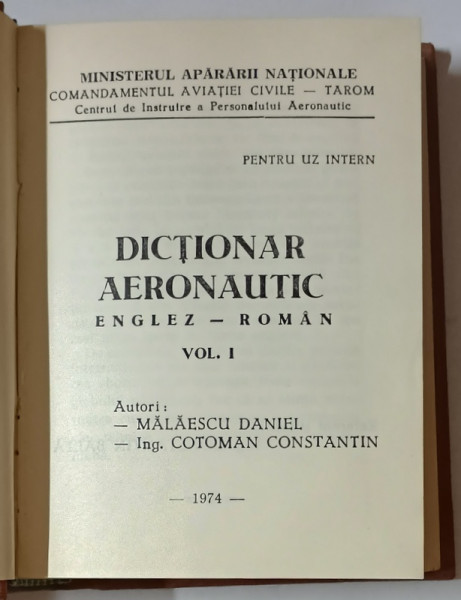 MINISTERUL APĂRĂRII NAȚIONALE
COMANDAMENTUL AVIAȚIEI CIVILE — TAROM
Centrul de Instruire a Personalului Aeronautic
PENTRU UZ INTERN
DICȚIONAR
AERONAUTIC
ENGLEZ — ROMÂN
VOL. I
Autori :
— MĂLĂESCU DANIEL
— Ing. COTOMAN CONSTANTIN
— 1974 —